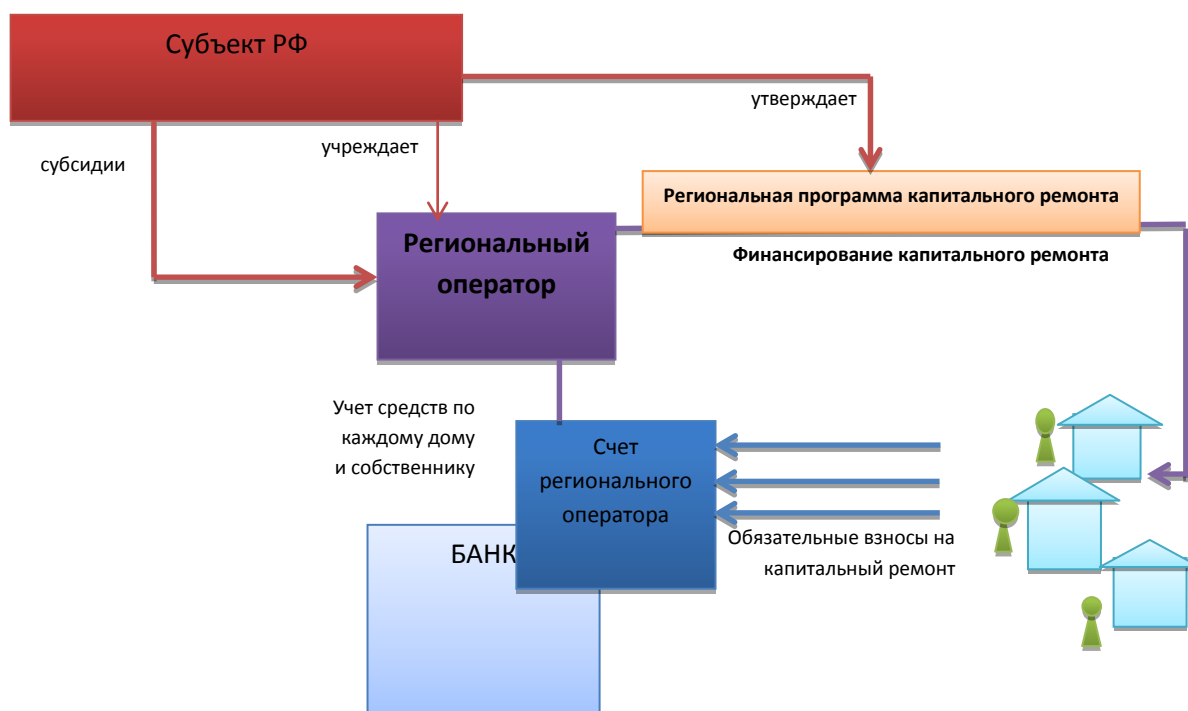 Субъект РФ
утверждает
учреждает
субсидии
Региональная программа капитального ремонта
Региональный
оператор
Финансирование капитального ремонта
Учет средств по
каждому дому
и собственнику
Счет
регионального
оператора
Обязательные взносы на
капитальный ремонт
БАНК